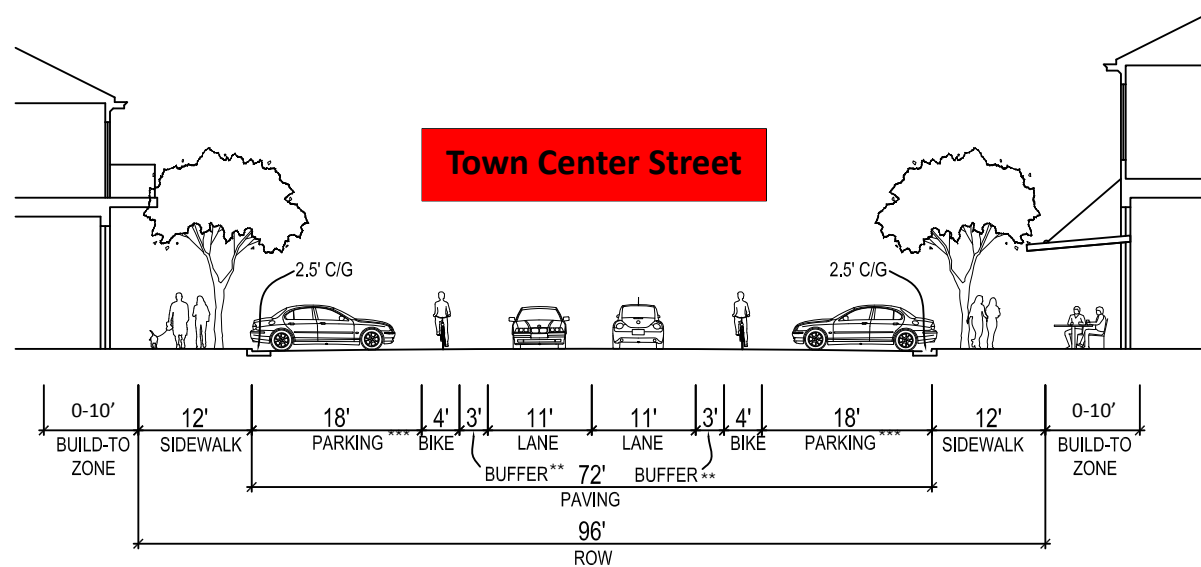 Town Center Street
2.5' C/G
2.5' C/G
0-10’ 12' 18' 4' 3' 11' 11' 3' 4' 18' 12' 0-10’
BUILD-TO SIDEWALK PARKING *** BIKE LANE LANE BIKE PARKING *** SIDEWALK BUILD-TO
ZONE ZONE
BUFFER ** 72' BUFFER **
PAVING
96'
ROW